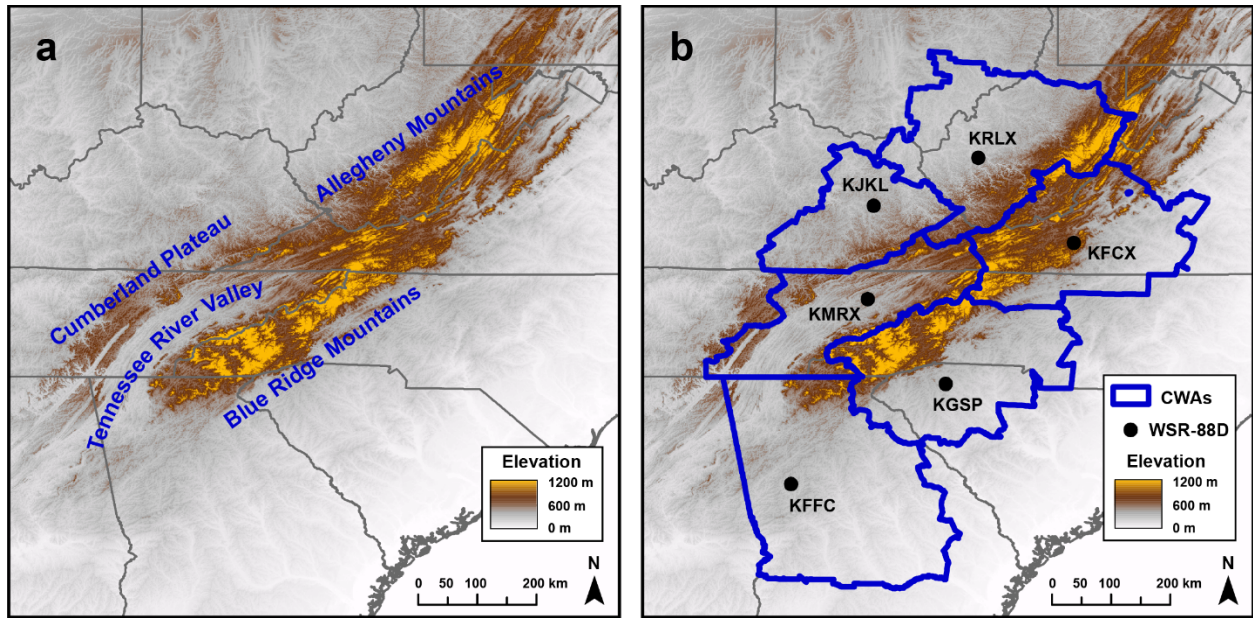 a
Allegheny Mountains
Cumberland Plateau
Tennessee River Valley
Blue Ridge Mountains
Elevation
1200 m
600 m
0 m
N
0 50 100 200 km
b
KRLX
KJKL
KFCX
KMRX
KGSP
KFFC
CWAs
WSR-88D
Elevation
1200 m
600 m
0 m
N
0 50 100 200 km